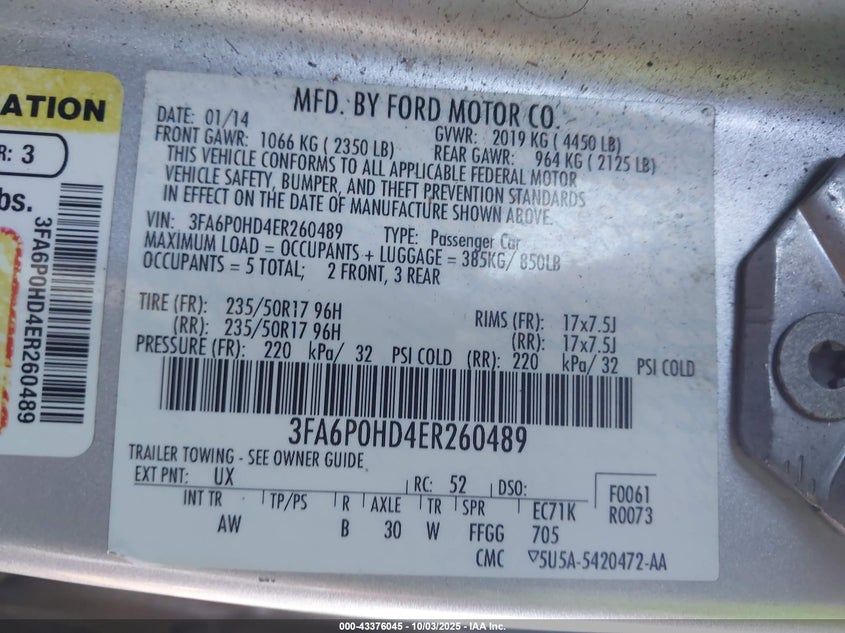 ATION
R: 3
bs.
3FA6P0HD4ER260489
MFD. BY FORD MOTOR CO.
DATE: 01/14
GVWR: 2019 KG ( 4450 LB)
FRONT GAWR: 1066 KG ( 2350 LB)
REAR GAWR: 964 KG ( 2125 LB)
THIS VEHICLE CONFORMS TO ALL APPLICABLE FEDERAL MOTOR
VEHICLE SAFETY, BUMPER, AND THEFT PREVENTION STANDARDS
IN EFFECT ON THE DATE OF MANUFACTURE SHOWN ABOVE.
VIN: 3FA6P0HD4ER260489 TYPE: Passenger Car
MAXIMUM LOAD = OCCUPANTS + LUGGAGE = 385KG/ 850LB
OCCUPANTS = 5 TOTAL; 2 FRONT, 3 REAR
TIRE (FR): 235/50R17 96H RIMS (FR): 17x7.5J
(RR): 235/50R17 96H (RR): 17x7.5J
PRESSURE (FR): 220 kPa/ 32 PSI COLD (RR): 220 kPa/ 32 PSI COLD
3FA6P0HD4ER260489
TRAILER TOWING - SEE OWNER GUIDE
EXT PNT: UX RC: 52 DSO: F0061
INT TR TP/PS R AXLE TR SPR EC71K R0073
AW B 30 W FFGG 705
CMC ▽5U5A-5420472-AA
000-43376045 - 10/03/2025 - IAA Inc.